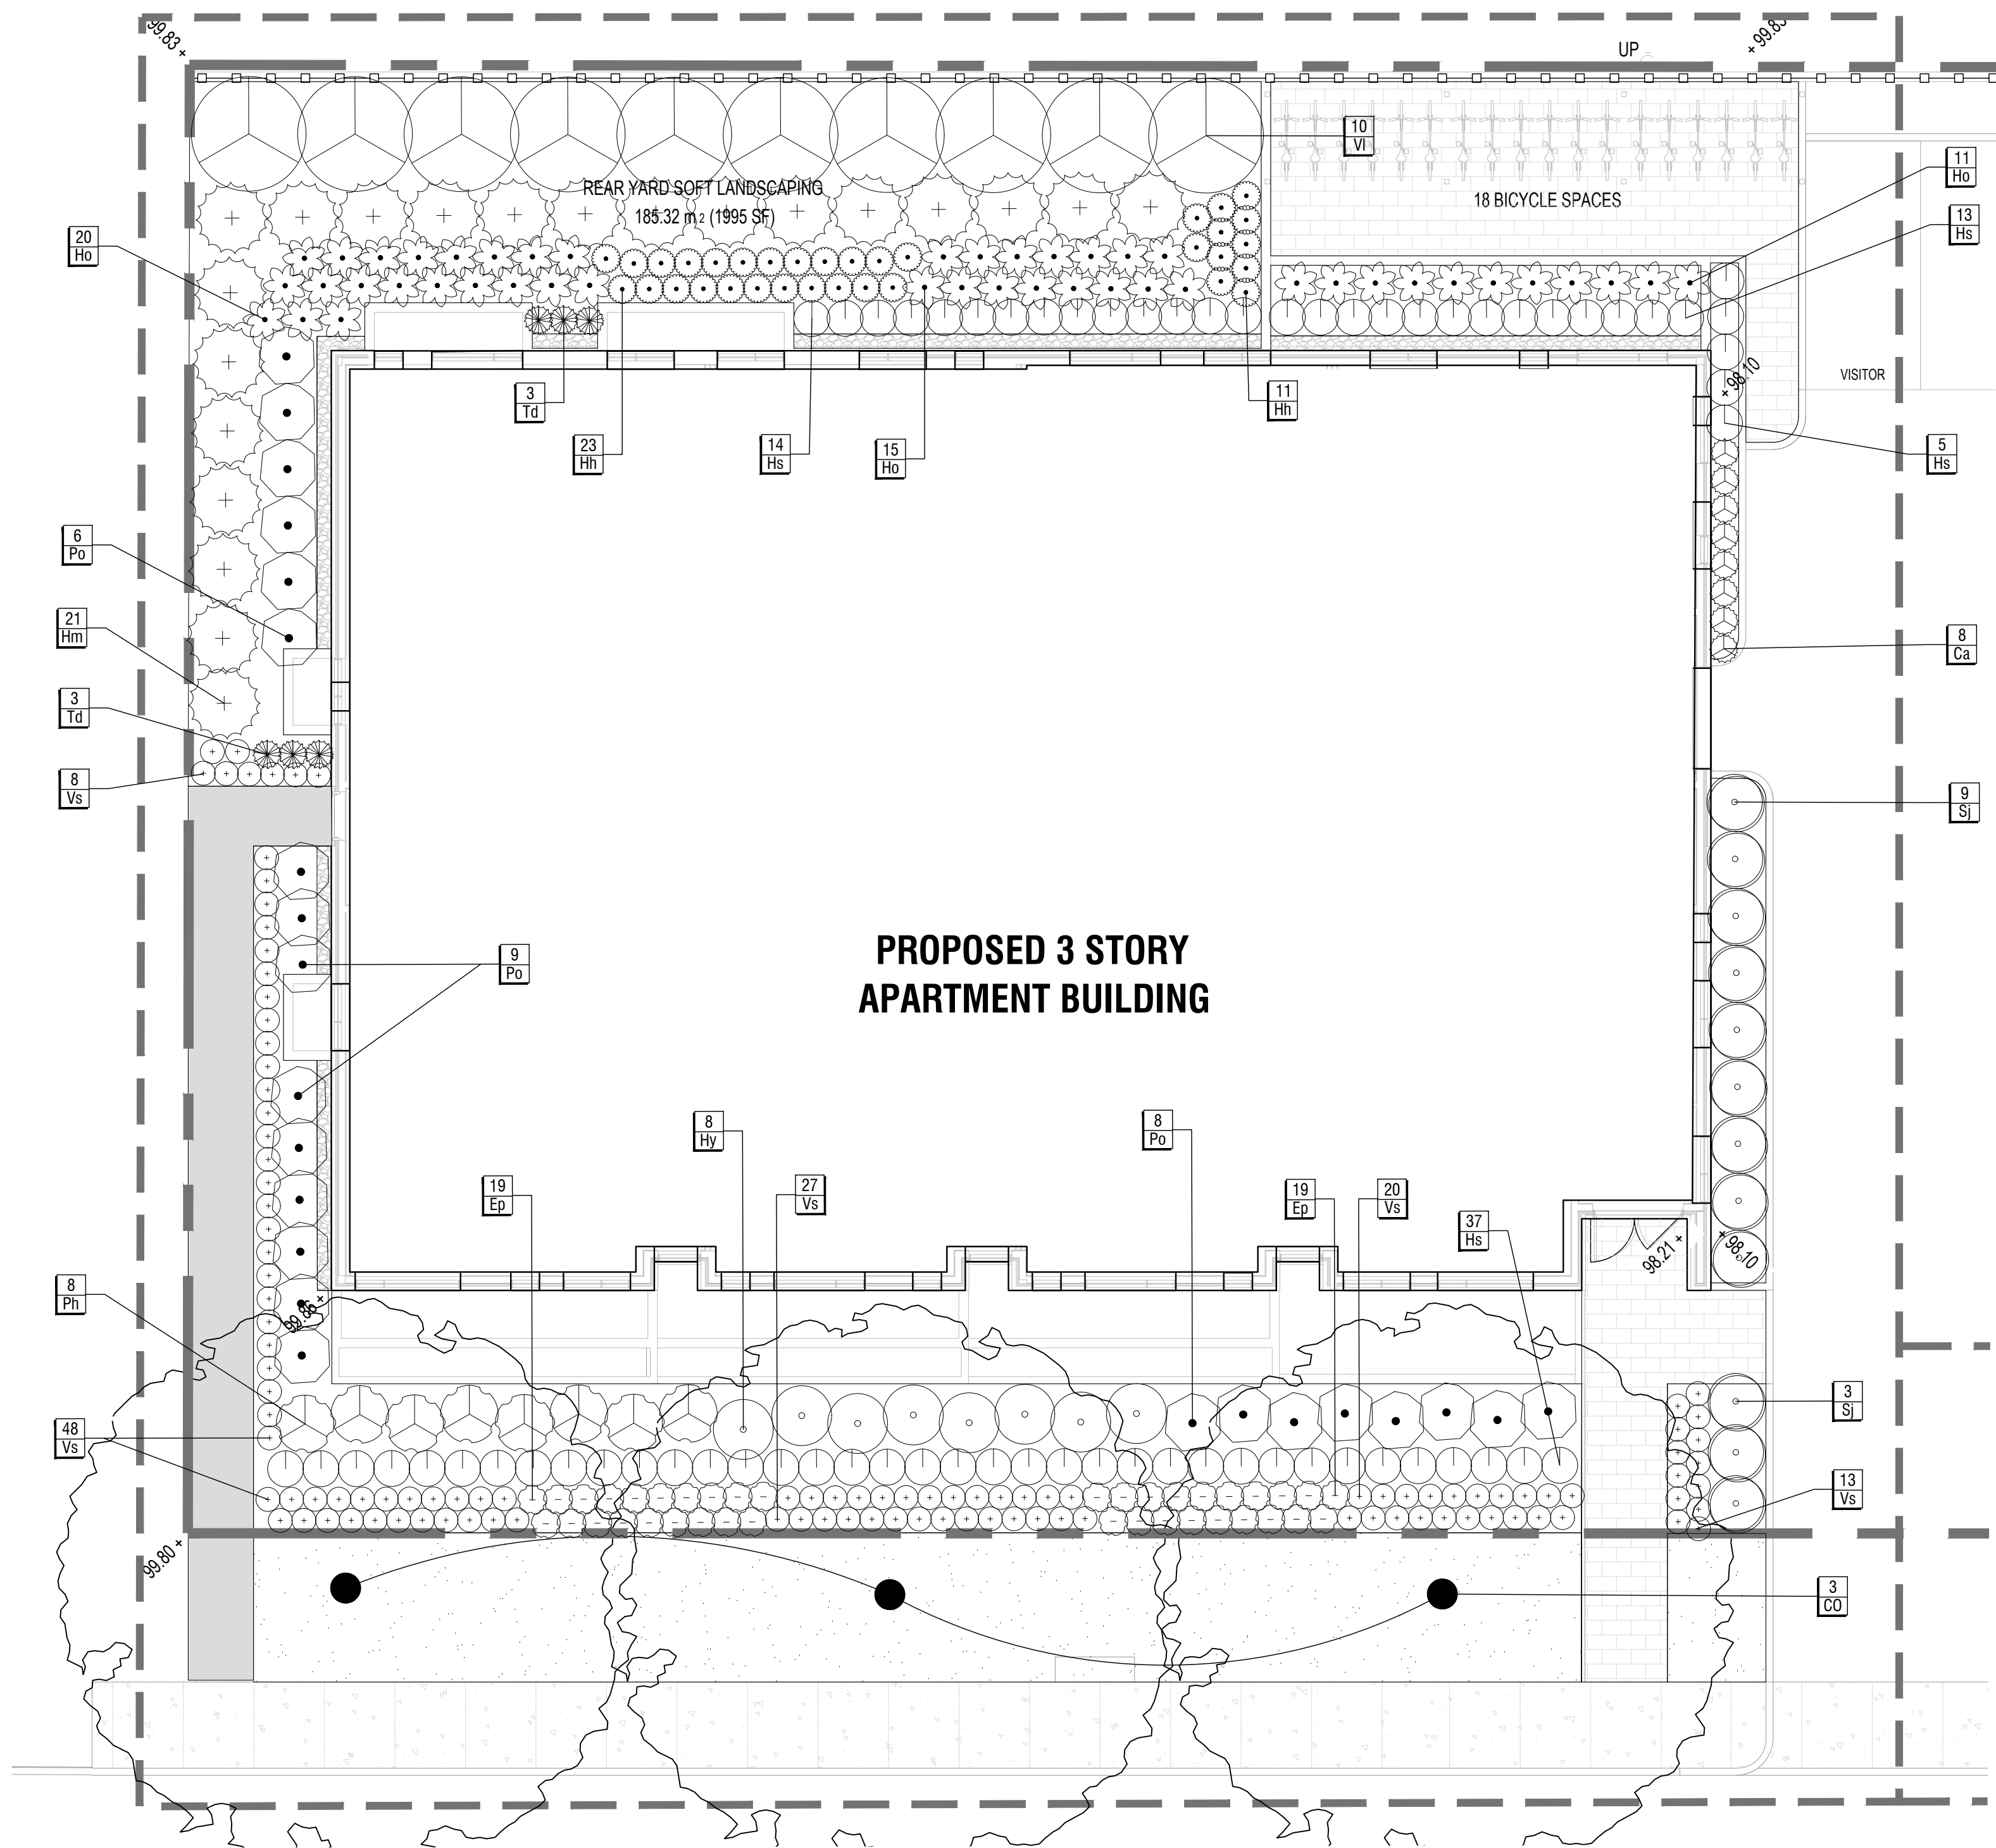 99.83 +
UP
+ 99.83
10
Vl
REAR YARD SOFT LANDSCAPING
185.32 m2 (1995 SF)
18 BICYCLE SPACES
11
Ho
13
Hs
20
Ho
VISITOR
+ 98.10
3
Td
11
Hh
23
Hh
14
Hs
15
Ho
5
Hs
6
Po
21
Hm
8
Ca
3
Td
8
Vs
9
Sj
PROPOSED 3 STORY
APARTMENT BUILDING
9
Po
8
Hy
8
Po
19
Ep
27
Vs
19
Ep
20
Vs
37
Hs
98.21 +
+ 98.10
8
Ph
99.86 +
3
Sj
48
Vs
13
Vs
99.80 +
3
CO